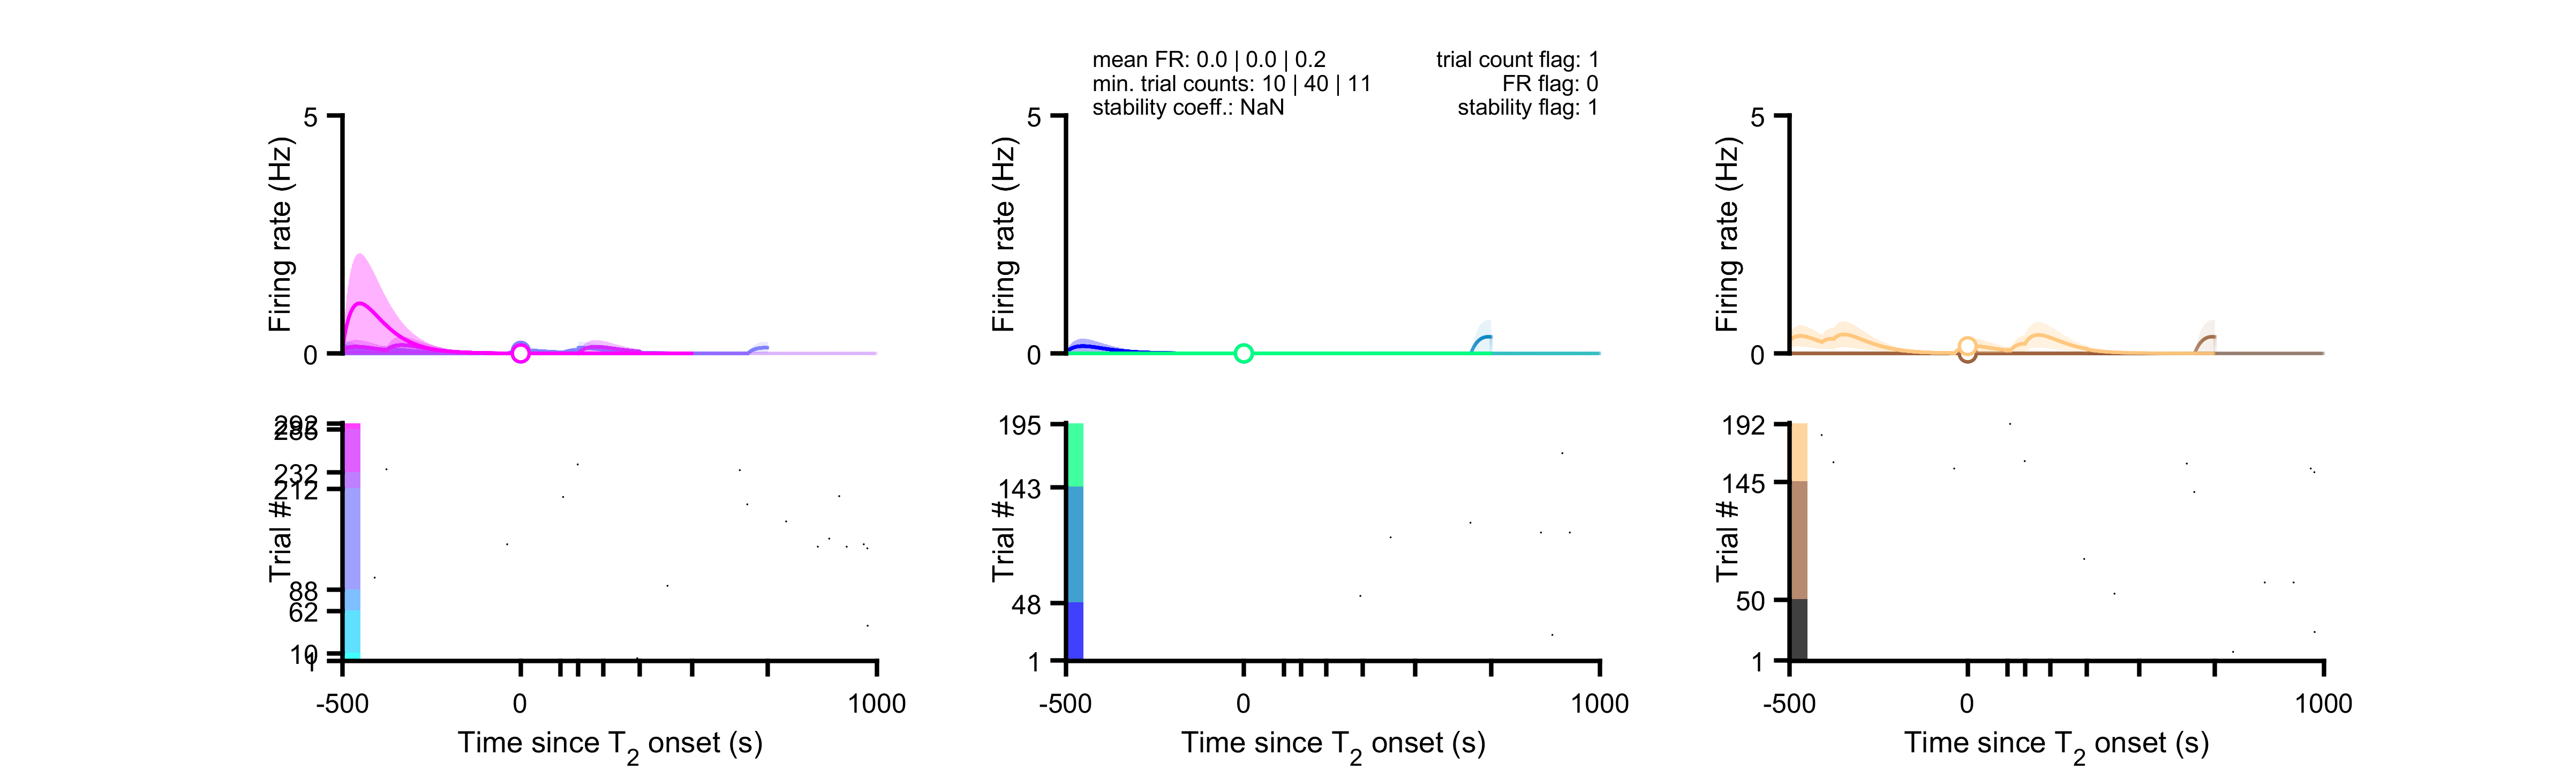 mean FR: 0.0 | 0.0 | 0.2
min. trial counts: 10 | 40 | 11
stability coeff.: NaN
trial count flag: 1
FR flag: 0
stability flag: 1
5
Firing rate (Hz)
0
5
Firing rate (Hz)
0
5
Firing rate (Hz)
0
232
212
Trial #
88
62
10
1
-500
0
1000
Time since T2 onset (s)
195
143
Trial #
48
1
-500
0
1000
Time since T2 onset (s)
192
145
Trial #
50
1
-500
0
1000
Time since T2 onset (s)